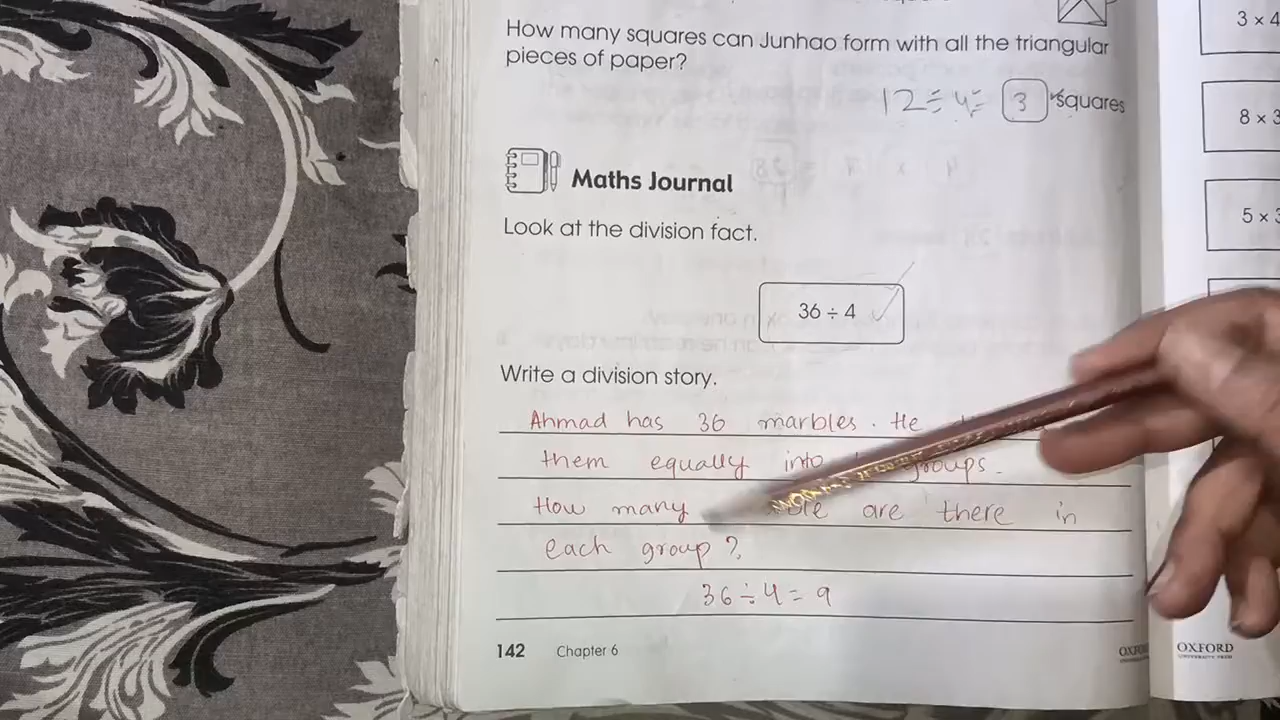 How many squares can Junhao form with all the triangular
pieces of paper?
12 ÷ 4 = 3 squares
Maths Journal
Look at the division fact.
36 ÷ 4
Write a division story.
Ahmad has 36 marbles. He
them equally into groups.
How many are there in
each group?
36 ÷ 4 = 9
142 Chapter 6
OXFORD
3 × 4
8 × 3
5 × 3
OXFORD
UNIVERSITY PRESS